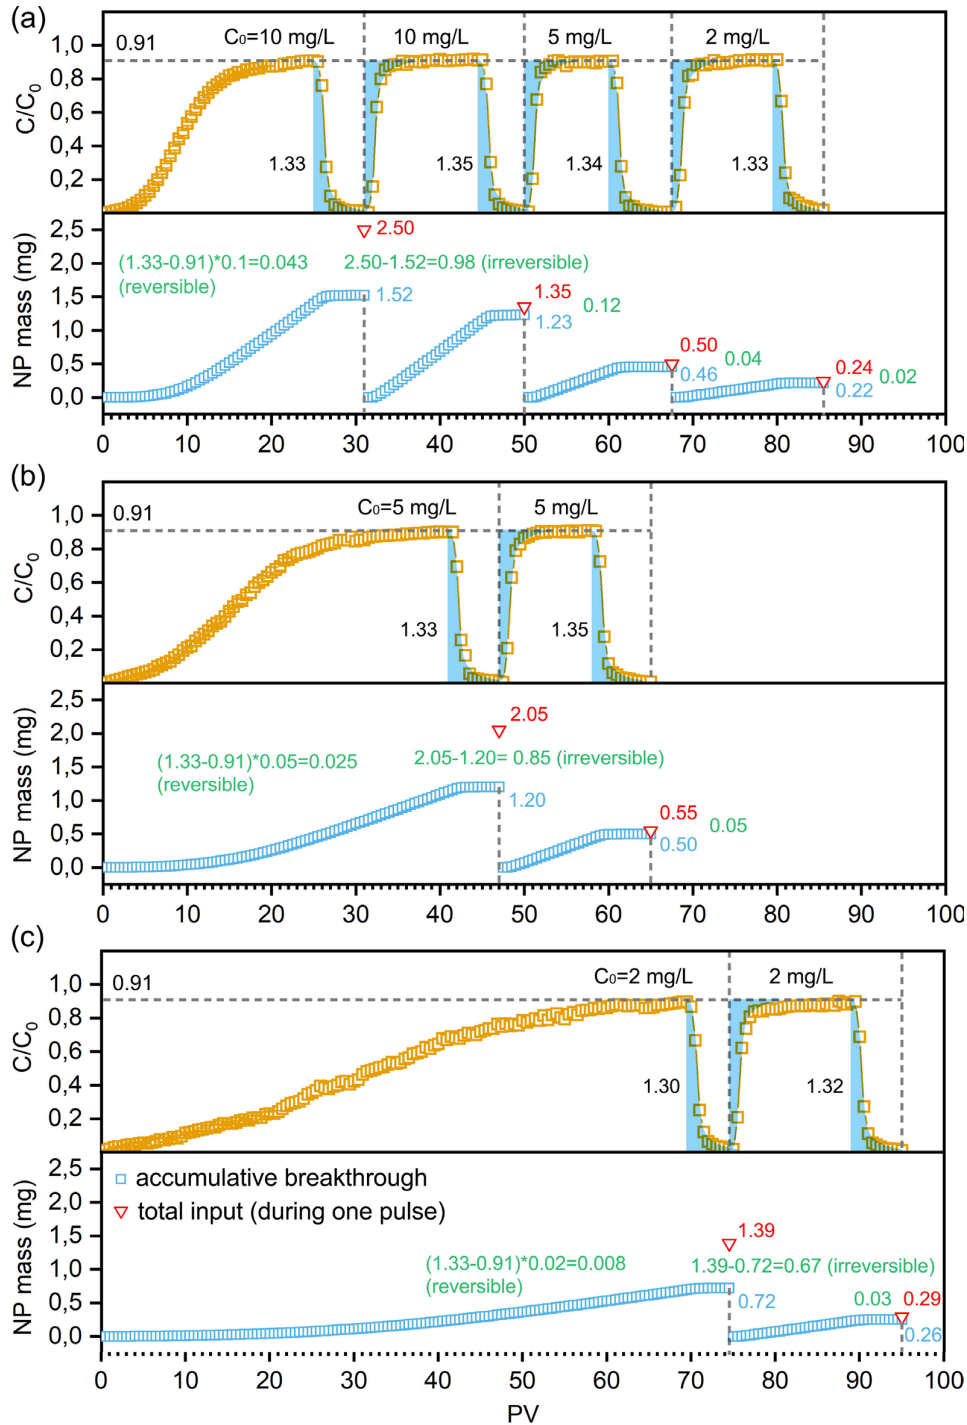 (a)
C₀=10 mg/L 10 mg/L 5 mg/L 2 mg/L
0.91
1,0
0,8
0,6
0,4
0,2
C/C₀
1.33 1.35 1.34 1.33
2,5
2,0
1,5
1,0
0,5
0,0
NP mass (mg)
2.50
(1.33-0.91)*0.1=0.043
(reversible)
2.50-1.52=0.98 (irreversible)
1.52
1.35
0.12
1.23
0.50
0.04
0.46
0.24
0.02
0.22
0 10 20 30 40 50 60 70 80 90 100
(b)
C₀=5 mg/L 5 mg/L
0.91
1,0
0,8
0,6
0,4
0,2
C/C₀
1.33 1.35
2,5
2,0
1,5
1,0
0,5
0,0
NP mass (mg)
2.05
(1.33-0.91)*0.05=0.025
(reversible)
2.05-1.20= 0.85 (irreversible)
1.20
0.55
0.05
0.50
0 10 20 30 40 50 60 70 80 90 100
(c)
C₀=2 mg/L 2 mg/L
0.91
1,0
0,8
0,6
0,4
0,2
C/C₀
1.30 1.32
2,5
2,0
1,5
1,0
0,5
0,0
NP mass (mg)
accumulative breakthrough
total input (during one pulse)
1.39
(1.33-0.91)*0.02=0.008
(reversible)
1.39-0.72=0.67 (irreversible)
0.72
0.03 0.29
0.26
0 10 20 30 40 50 60 70 80 90 100
PV